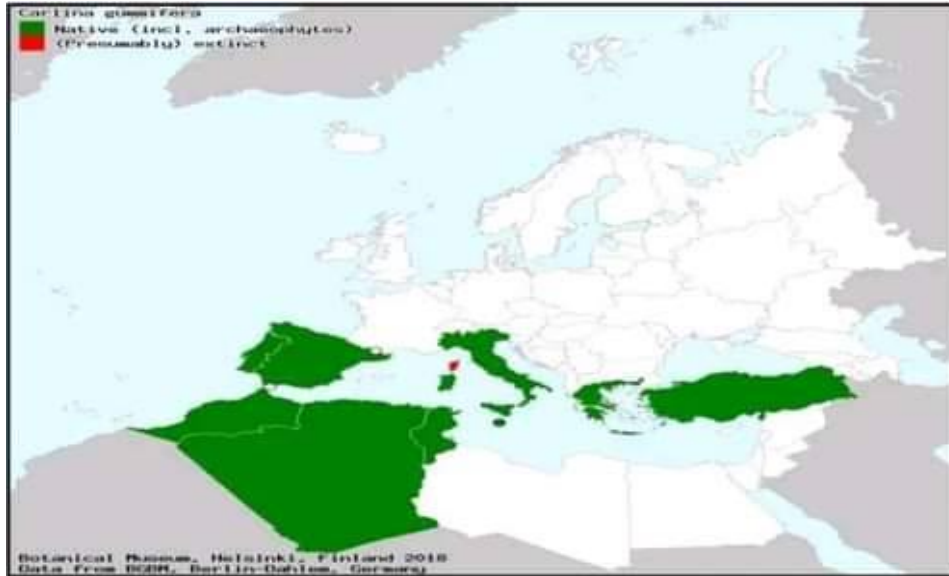 Carlina gummifera
Native (incl. archaeophytes)
(Presumably) extinct
Botanical Museum, Helsinki, Finland 2018
Data from BGBM, Berlin-Dahlem, Germany